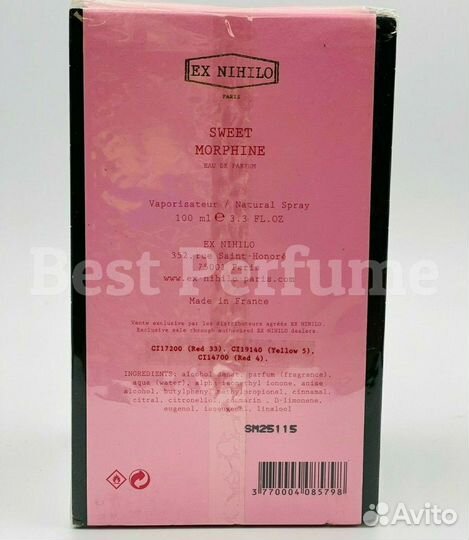 EX NIHILO
PARIS
SWEET
MORPHINE
EAU DE PARFUM
Vaporisateur / Natural Spray
100 ml e 3.3 FL.OZ
Best Perfume
EX NIHILO
352, rue Saint-Honoré
75001 Paris
www.ex-nihilo-paris.com
Made in France
Vente exclusive par les distributeurs agréés EX NIHILO.
Exclusive sale through authorized EX NIHILO dealers.
CI17200 (Red 33). CI19140 (Yellow 5).
CI14700 (Red 4).
INGREDIENTS: alcohol denat. parfum (fragrance),
aqua (water), alpha isomethyl ionone, anise
alcohol, butylphenyl methylpropional, cinnamal,
citral, citronellol, coumarin, D-limonene,
eugenol, isoeugenol, linalool
SM25115
3 770004 085798
Avito